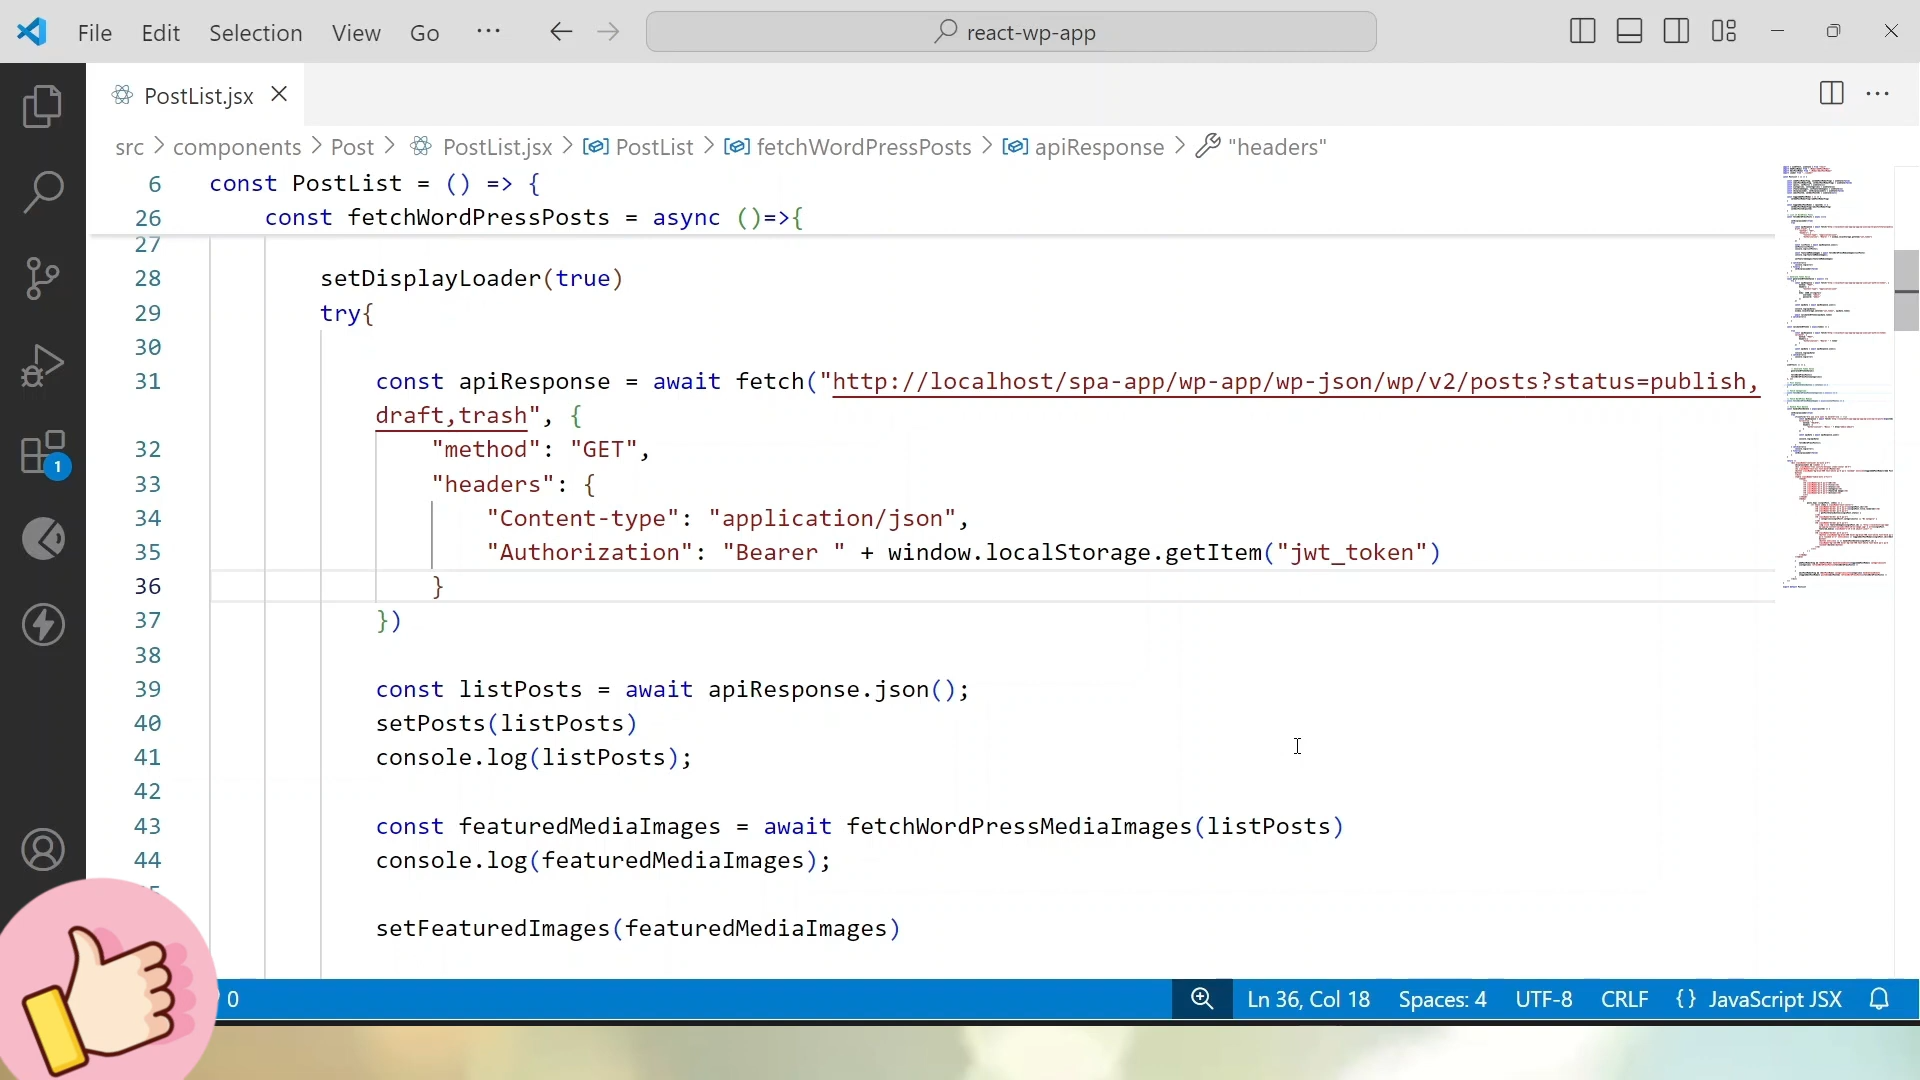 File Edit Selection View Go ··· react-wp-app
PostList.jsx
src > components > Post > PostList.jsx > PostList > fetchWordPressPosts > apiResponse > "headers"
6 const PostList = () => {
26 const fetchWordPressPosts = async ()=>{
27
28 setDisplayLoader(true)
29 try{
30
31 const apiResponse = await fetch("http://localhost/spa-app/wp-app/wp-json/wp/v2/posts?status=publish,
draft,trash", {
32 "method": "GET",
33 "headers": {
34 "Content-type": "application/json",
35 "Authorization": "Bearer " + window.localStorage.getItem("jwt_token")
36 }
37 })
38
39 const listPosts = await apiResponse.json();
40 setPosts(listPosts)
41 console.log(listPosts);
42
43 const featuredMediaImages = await fetchWordPressMediaImages(listPosts)
44 console.log(featuredMediaImages);
setFeaturedImages(featuredMediaImages)
1
0 Ln 36, Col 18 Spaces: 4 UTF-8 CRLF {} JavaScript JSX